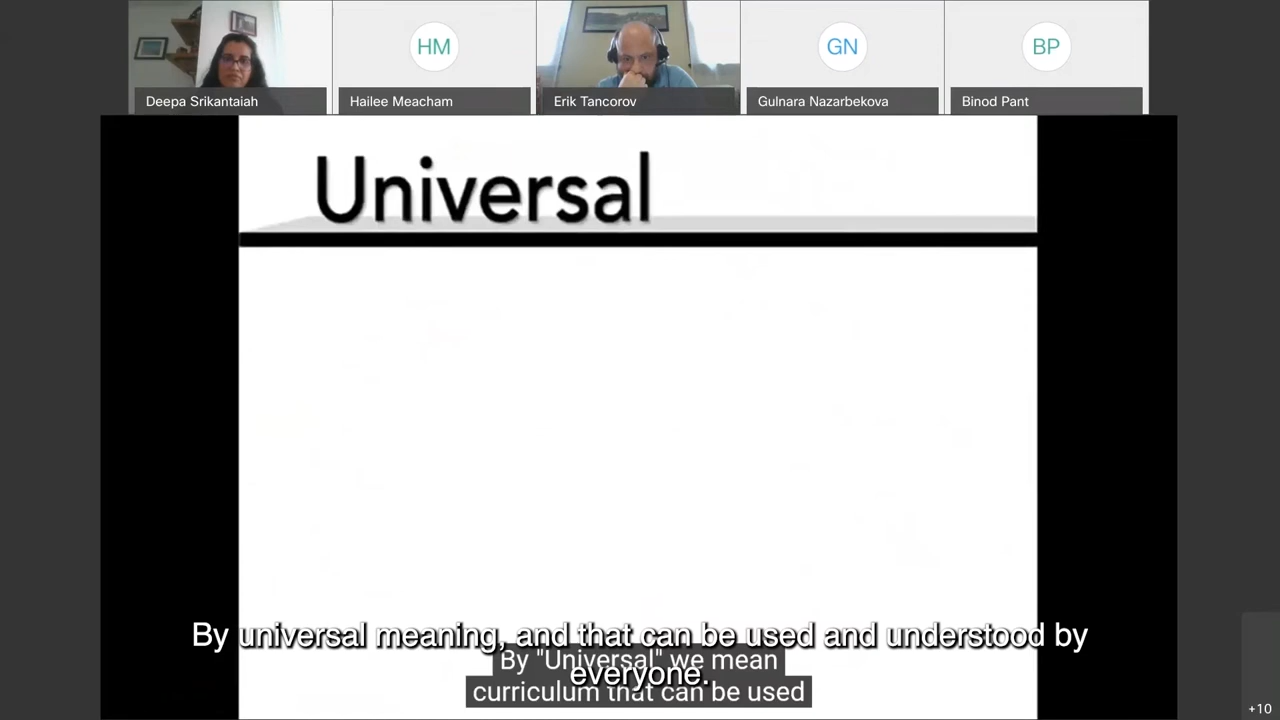 HM
GN
BP
Deepa Srikantaiah
Hailee Meacham
Erik Tancorov
Gulnara Nazarbekova
Binod Pant
Universal
By universal meaning, and that can be used and understood by
everyone.
By "Universal" we mean
curriculum that can be used
+10